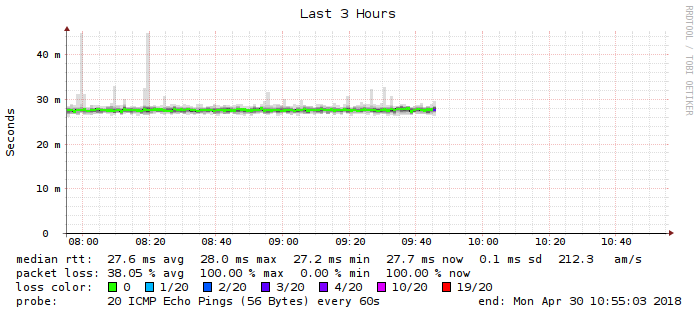 Last 3 Hours
RRDTOOL / TOBI OETIKER
Seconds
40 m
30 m
20 m
10 m
0
08:00 08:20 08:40 09:00 09:20 09:40 10:00 10:20 10:40
median rtt: 27.6 ms avg 28.0 ms max 27.2 ms min 27.7 ms now 0.1 ms sd 212.3 am/s
packet loss: 38.05 % avg 100.00 % max 0.00 % min 100.00 % now
loss color: 0 1/20 2/20 3/20 4/20 10/20 19/20
probe: 20 ICMP Echo Pings (56 Bytes) every 60s end: Mon Apr 30 10:55:03 2018